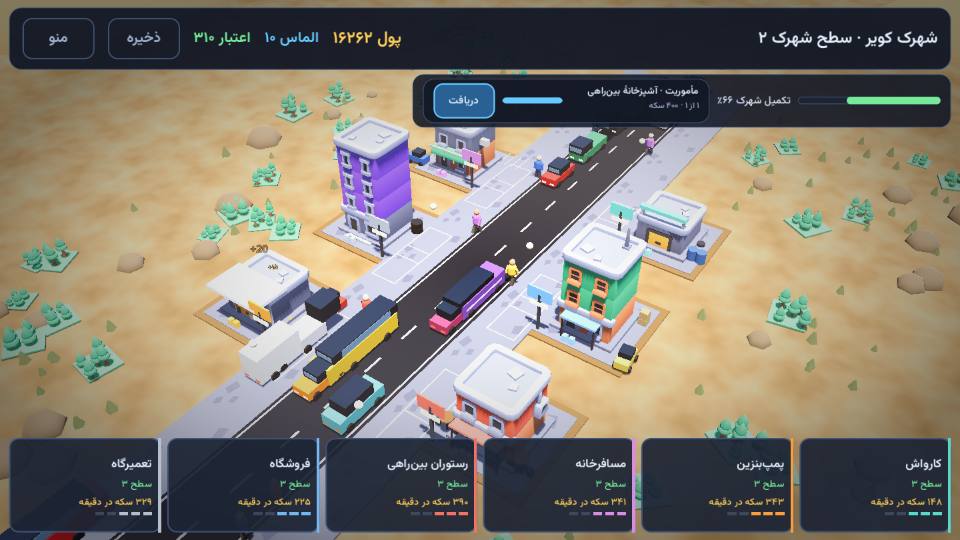 شهرک کویر · سطح شهرک ۲
پول ۱۶۲۶۲
الماس ۱۰
اعتبار ۳۱۰
ذخیره
منو
تکمیل شهرک ۶۶٪
مأموریت · آشپزخانهٔ بین‌راهی
۱ از ۱ · ۴۰۰ سکه
دریافت
+20
کارواش
سطح ۳
۱۴۸ سکه در دقیقه
پمپ‌بنزین
سطح ۳
۳۴۳ سکه در دقیقه
مسافرخانه
سطح ۳
۳۴۱ سکه در دقیقه
رستوران بین‌راهی
سطح ۳
۳۹۰ سکه در دقیقه
فروشگاه
سطح ۳
۲۲۵ سکه در دقیقه
تعمیرگاه
سطح ۳
۳۲۹ سکه در دقیقه